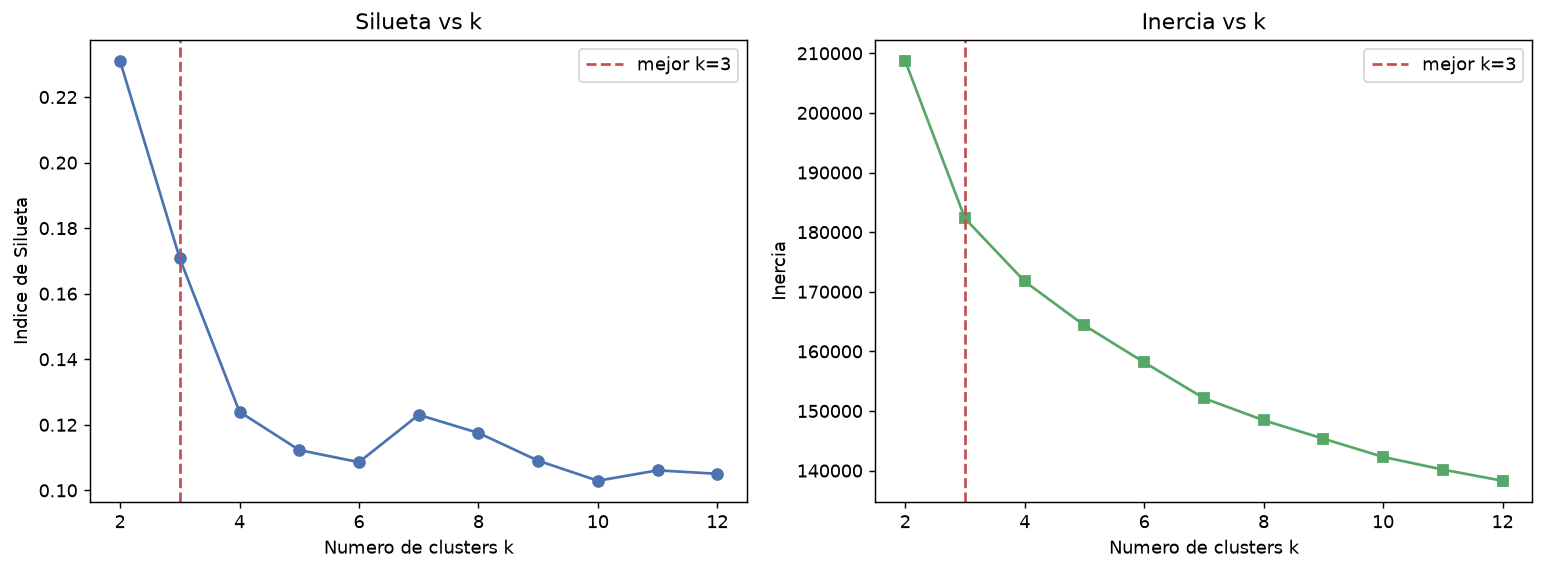 Silueta vs k
mejor k=3
Indice de Silueta
0.22
0.20
0.18
0.16
0.14
0.12
0.10
2 4 6 8 10 12
Numero de clusters k
Inercia vs k
mejor k=3
Inercia
210000
200000
190000
180000
170000
160000
150000
140000
2 4 6 8 10 12
Numero de clusters k